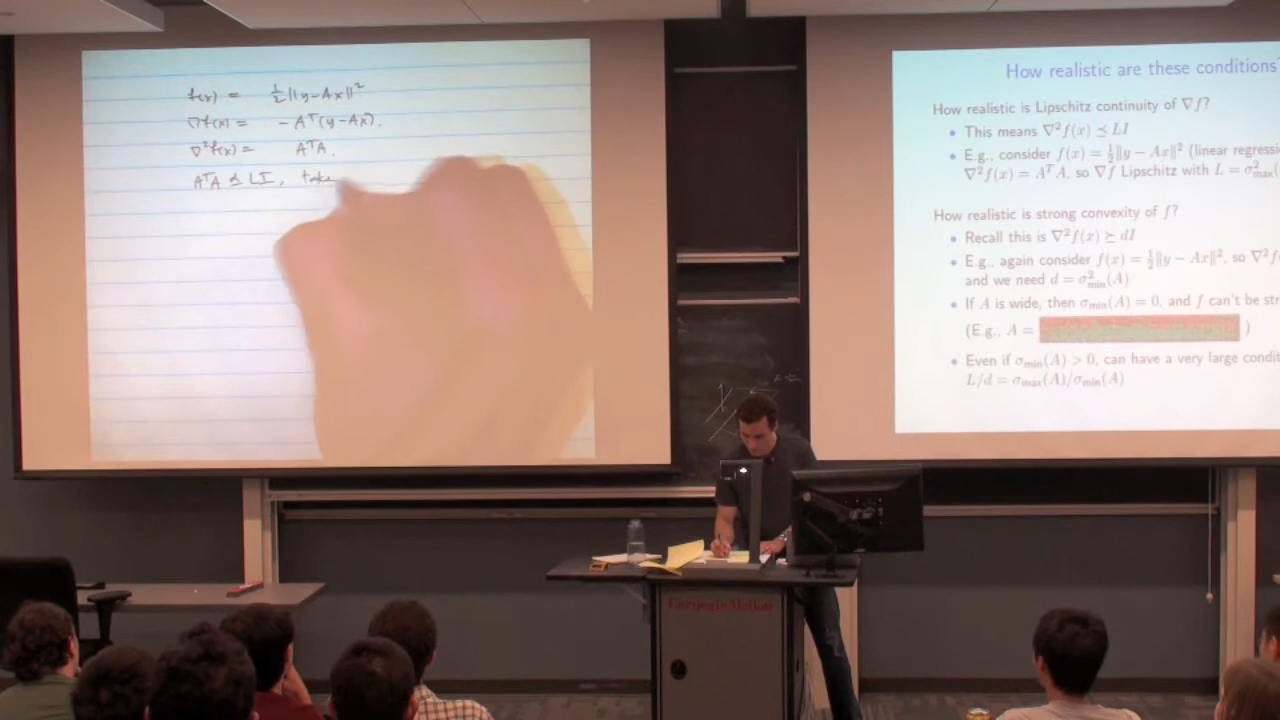 f(x) = ½‖y−Ax‖²
∇f(x) = −Aᵀ(y−Ax).
∇²f(x) = AᵀA.
AᵀA ⪯ LI, take
How realistic are these conditions?
How realistic is Lipschitz continuity of ∇f?
• This means ∇²f(x) ⪯ LI
• E.g., consider f(x) = ½‖y − Ax‖² (linear regressi
∇²f(x) = AᵀA, so ∇f Lipschitz with L = σ²max(
How realistic is strong convexity of f?
• Recall this is ∇²f(x) ⪰ dI
• E.g., again consider f(x) = ½‖y − Ax‖², so ∇²f
and we need d = σ²min(A)
• If A is wide, then σmin(A) = 0, and f can't be str
(E.g., A = )
• Even if σmin(A) > 0, can have a very large condit
L/d = σmax(A)/σmin(A)
Carnegie Mellon